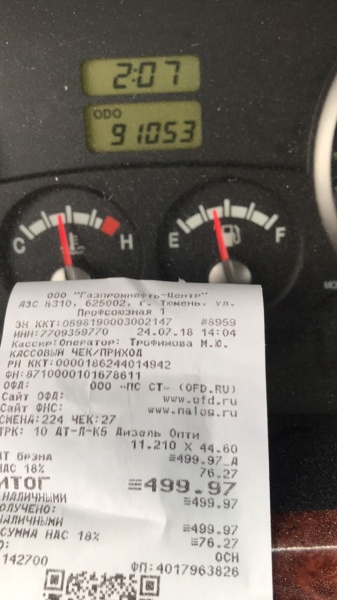 2:07
ODO
91053
C H
E F
ООО "Газпромнефть-Центр"
АЗС №310, 625002, г. Тюмень, ул.
Профсоюзная 1
ЗН ККТ:0598190003002147 #8959
ИНН:7709359770 24.07.18 14:04
Кассир:Оператор: Трофимова М.Ю.
КАССОВЫЙ ЧЕК/ПРИХОД
РН ККТ:0000186244014942
ФН:8710000101678611
ОФД: ООО «ПС СТ» (OFD.RU)
Сайт ОФД: www.ofd.ru
Сайт ФНС: www.nalog.ru
СМЕНА:224 ЧЕК:27
ТРК: 10 ДТ-Л-К5 Дизель Опти
11.210 X 44.60
≡499.97_А
НДС 18% 76.27
ИТОГ ≡499.97
НАЛИЧНЫМИ ≡499.97
ПОЛУЧЕНО:
НАЛИЧНЫМИ ≡499.97
СУММА НДС 18% ≡76.27
ОСН
142700 ФП:4017963826